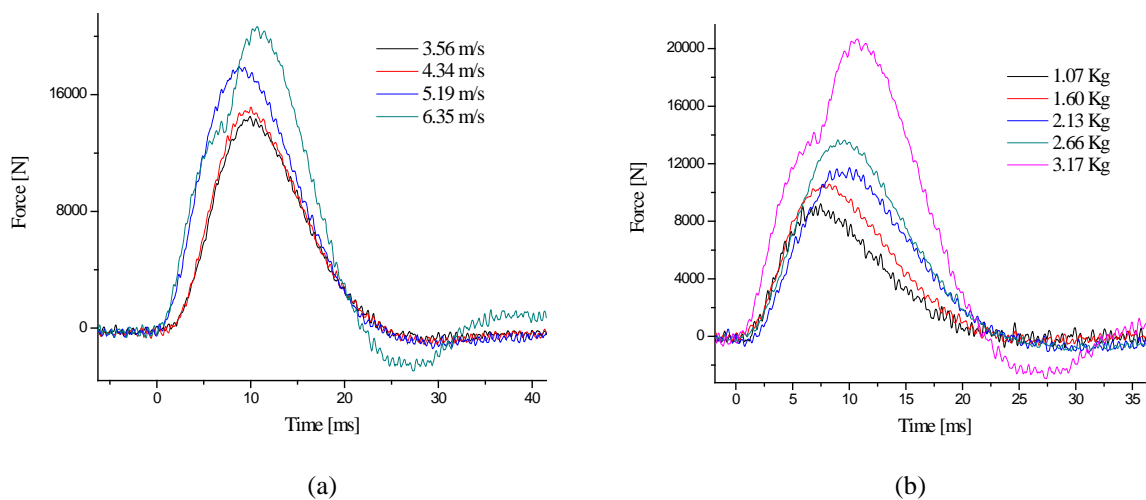 3.56 m/s
4.34 m/s
5.19 m/s
6.35 m/s
16000
8000
0
Force [N]
0 10 20 30 40
Time [ms]
(a)
1.07 Kg
1.60 Kg
2.13 Kg
2.66 Kg
3.17 Kg
20000
16000
12000
8000
4000
0
Force [N]
0 5 10 15 20 25 30 35
Time [ms]
(b)